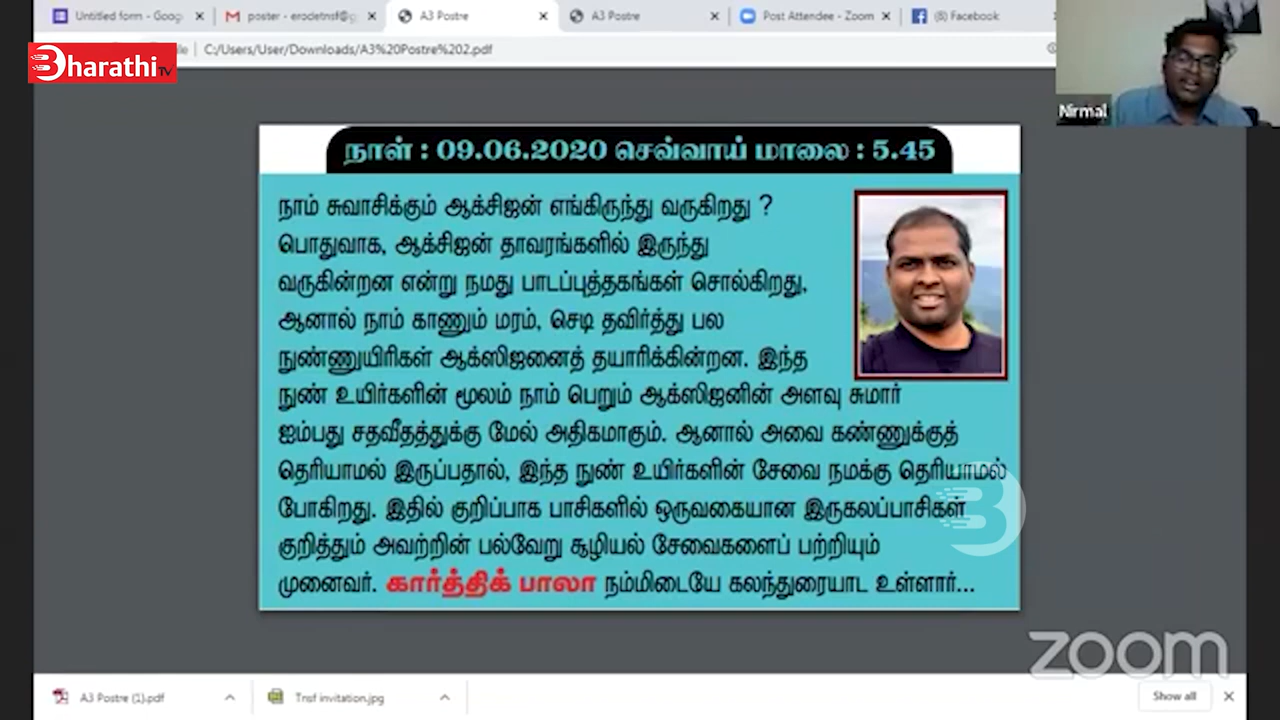 Untitled form - Goog
poster - erodetnsf@g
A3 Postre
A3 Postre
Post Attendee - Zoom
(8) Facebook
C:/Users/User/Downloads/A3%20Postre%202.pdf
Bharathi TV
Nirmal
நாள் : 09.06.2020 செவ்வாய் மாலை : 5.45
நாம் சுவாசிக்கும் ஆக்சிஜன் எங்கிருந்து வருகிறது ?
பொதுவாக, ஆக்சிஜன் தாவரங்களில் இருந்து
வருகின்றன என்று நமது பாடப்புத்தகங்கள் சொல்கிறது,
ஆனால் நாம் காணும் மரம், செடி தவிர்த்து பல
நுண்ணுயிரிகள் ஆக்ஸிஜனைத் தயாரிக்கின்றன. இந்த
நுண் உயிர்களின் மூலம் நாம் பெறும் ஆக்ஸிஜனின் அளவு சுமார்
ஐம்பது சதவீதத்துக்கு மேல் அதிகமாகும். ஆனால் அவை கண்ணுக்குத்
தெரியாமல் இருப்பதால், இந்த நுண் உயிர்களின் சேவை நமக்கு தெரியாமல்
போகிறது. இதில் குறிப்பாக பாசிகளில் ஒருவகையான இருகலப்பாசிகள்
குறித்தும் அவற்றின் பல்வேறு சூழியல் சேவைகளைப் பற்றியும்
முனைவர். கார்த்திக் பாலா நம்மிடையே கலந்துரையாட உள்ளார்...
zoom
A3 Postre (1).pdf
Tnsf invitation.jpg
Show all